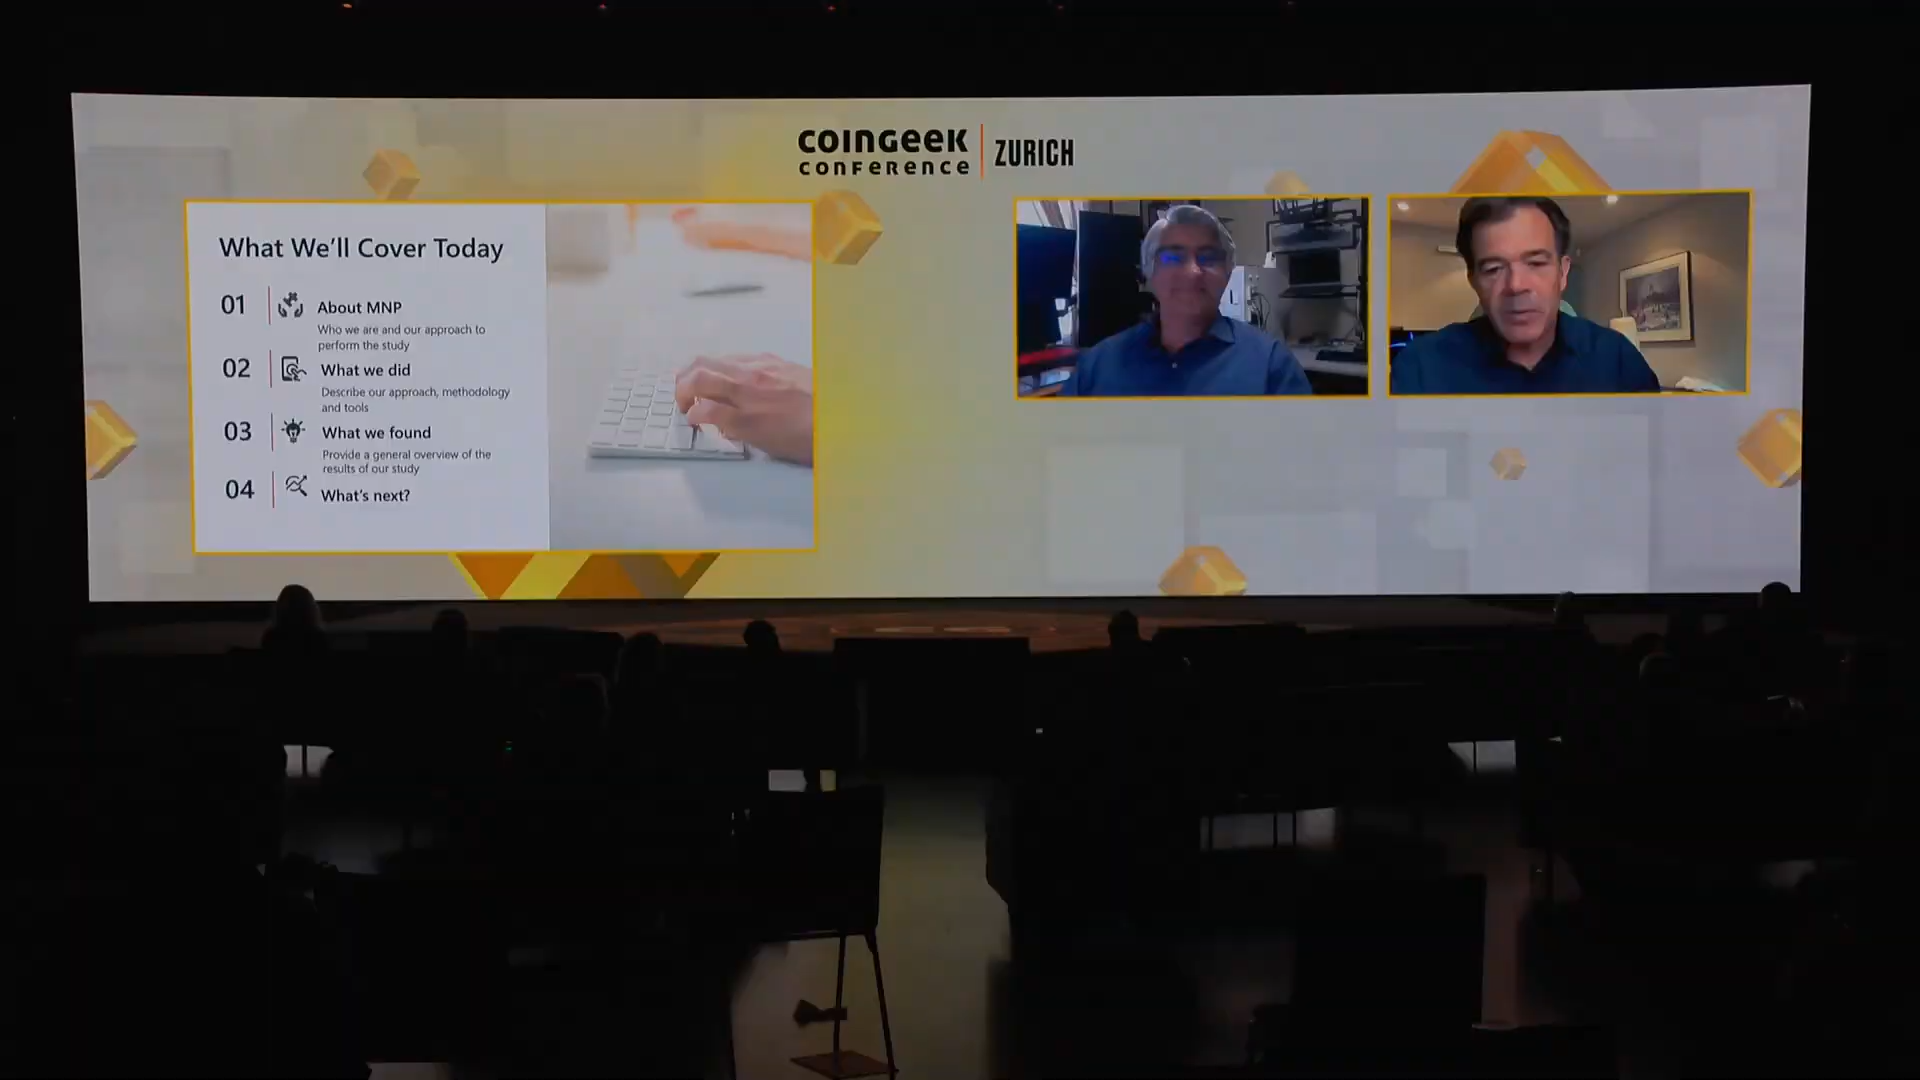 COINGEEK
CONFERENCE
ZURICH
What We'll Cover Today
01
About MNP
Who we are and our approach to
perform the study
02
What we did
Describe our approach, methodology
and tools
03
What we found
Provide a general overview of the
results of our study
04
What's next?